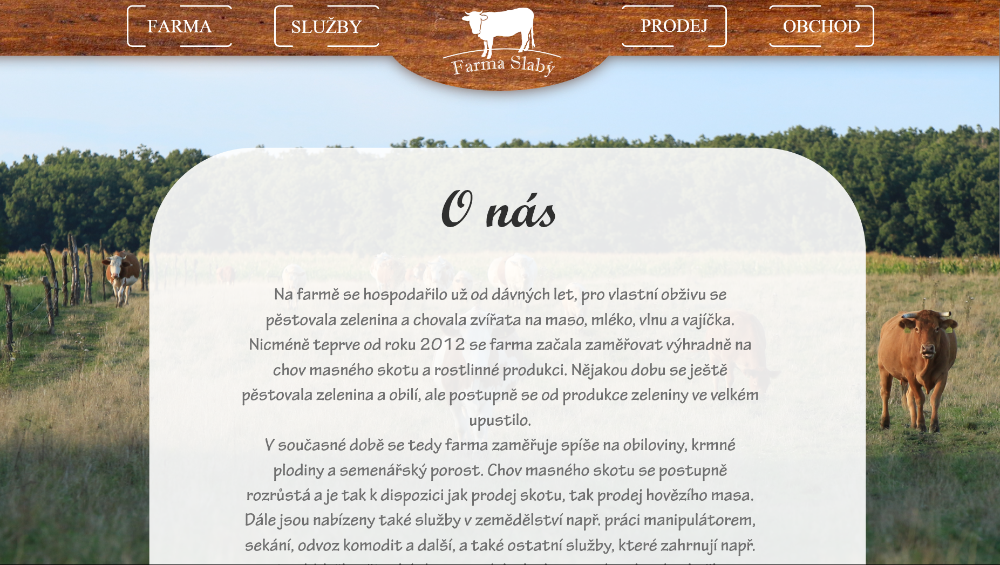 FARMA
SLUŽBY
Farma Slabý
PRODEJ
OBCHOD
O nás
Na farmě se hospodařilo už od dávných let, pro vlastní obživu se
pěstovala zelenina a chovala zvířata na maso, mléko, vlnu a vajíčka.
Nicméně teprve od roku 2012 se farma začala zaměřovat výhradně na
chov masného skotu a rostlinné produkci. Nějakou dobu se ještě
pěstovala zelenina a obilí, ale postupně se od produkce zeleniny ve velkém
upustilo.
V současné době se tedy farma zaměřuje spíše na obiloviny, krmné
plodiny a semenářský porost. Chov masného skotu se postupně
rozrůstá a je tak k dispozici jak prodej skotu, tak prodej hovězího masa.
Dále jsou nabízeny také služby v zemědělství např. práci manipulátorem,
sekání, odvoz komodit a další, a také ostatní služby, které zahrnují např.